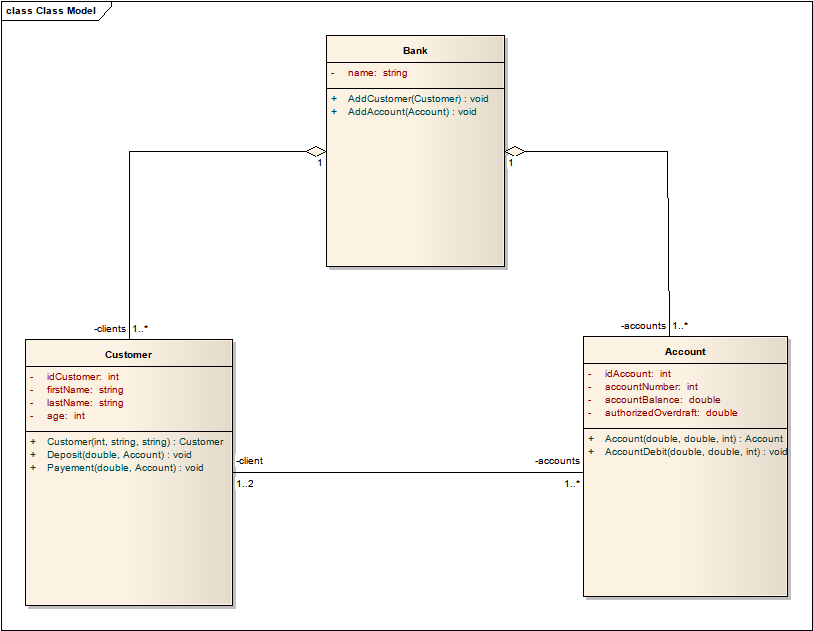 class Class Model
Bank
- name: string
+ AddCustomer(Customer) : void
+ AddAccount(Account) : void
1
1
-clients 1..*
-accounts 1..*
Customer
- idCustomer: int
- firstName: string
- lastName: string
- age: int
+ Customer(int, string, string) : Customer
+ Deposit(double, Account) : void
+ Payement(double, Account) : void
Account
- idAccount: int
- accountNumber: int
- accountBalance: double
- authorizedOverdraft: double
+ Account(double, double, int) : Account
+ AccountDebit(double, double, int) : void
-client
1..2
-accounts
1..*